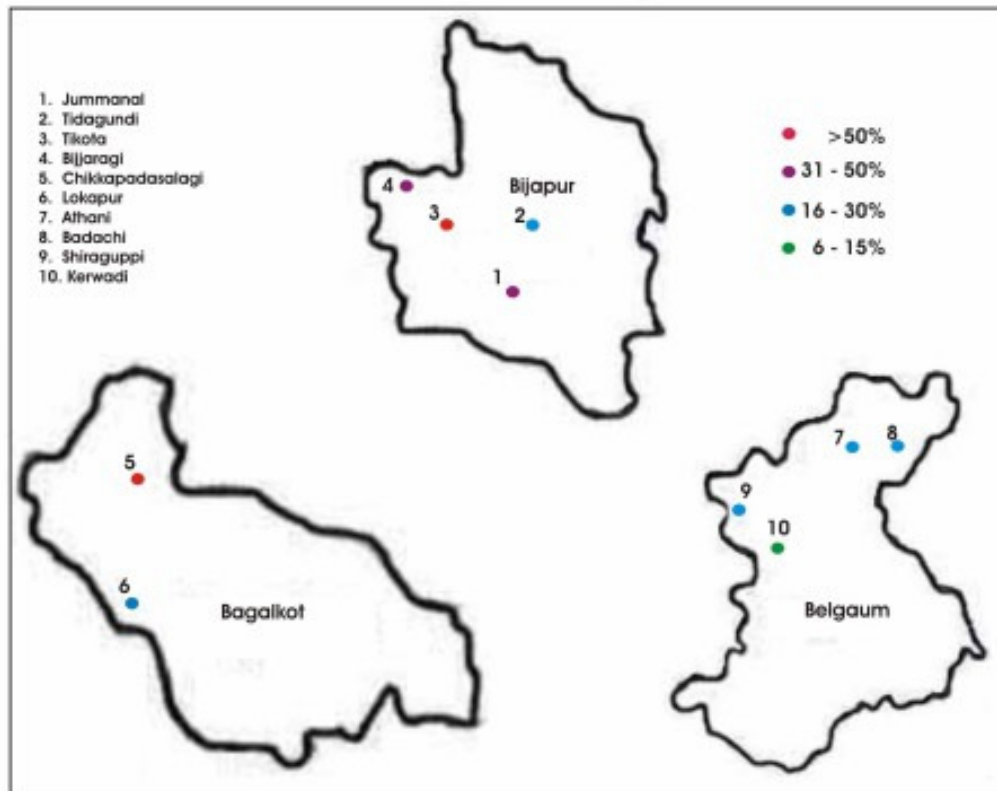 1. Jummanal
2. Tidagundi
3. Tikota
4. Bijjaragi
5. Chikkapadasalagi
6. Lokapur
7. Athani
8. Badachi
9. Shiraguppi
10. Kerwadi
>50%
31 - 50%
16 - 30%
6 - 15%
Bijapur
4
3
2
1
5
6
Bagalkot
7
8
9
10
Belgaum